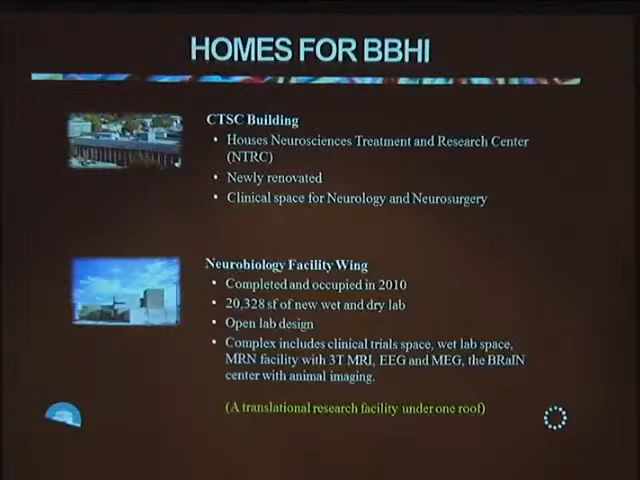 HOMES FOR BBHI
CTSC Building
• Houses Neurosciences Treatment and Research Center
(NTRC)
• Newly renovated
• Clinical space for Neurology and Neurosurgery
Neurobiology Facility Wing
• Completed and occupied in 2010
• 20,328 sf of new wet and dry lab
• Open lab design
• Complex includes clinical trials space, wet lab space,
MRN facility with 3T MRI, EEG and MEG, the BRaIN
center with animal imaging.
(A translational research facility under one roof)